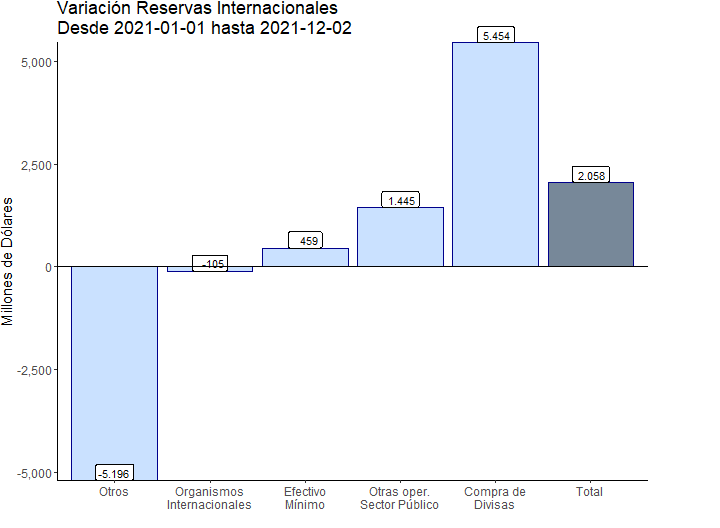 Variación Reservas Internacionales
Desde 2021-01-01 hasta 2021-12-02
Millones de Dólares
5,000
2,500
0
-2,500
-5,000
-5.196
-105
459
1.445
5.454
2.058
Otros
Organismos
Internacionales
Efectivo
Mínimo
Otras oper.
Sector Público
Compra de
Divisas
Total